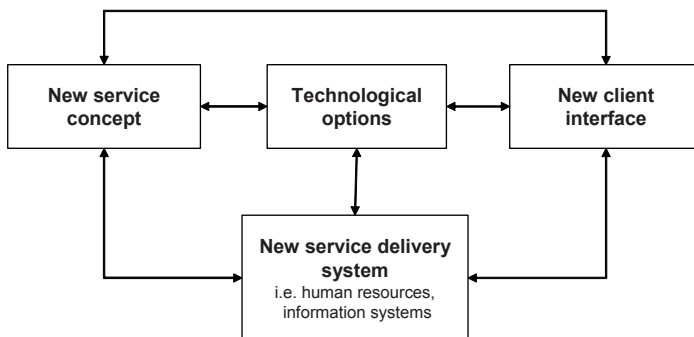 New service
concept
Technological
options
New client
interface
New service delivery
system
i.e. human resources,
information systems